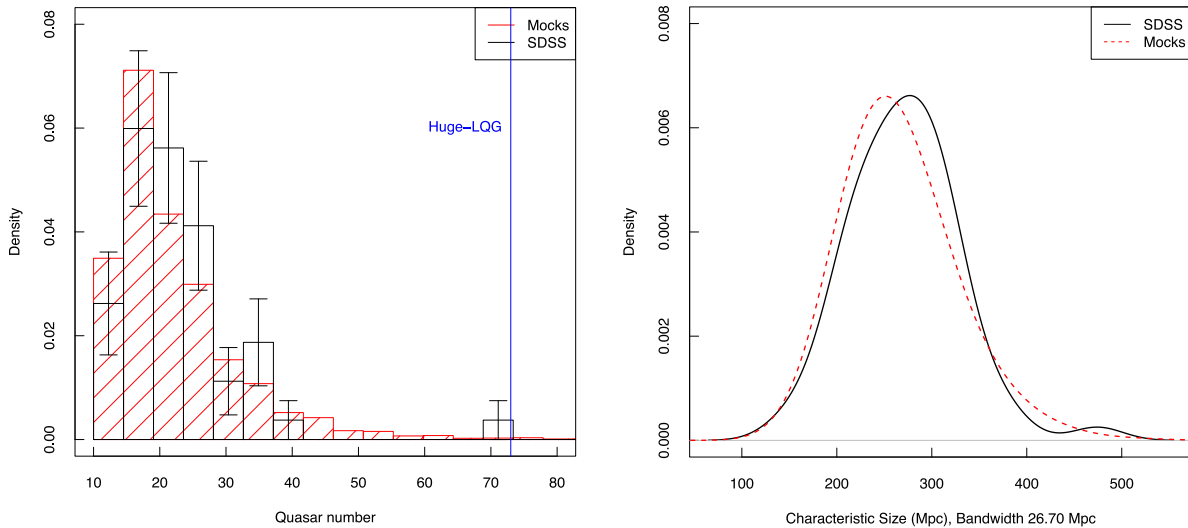 Mocks
SDSS
Huge-LQG
Density
0.00
0.02
0.04
0.06
0.08
10 20 30 40 50 60 70 80
Quasar number
SDSS
Mocks
Density
0.000
0.002
0.004
0.006
0.008
100 200 300 400 500
Characteristic Size (Mpc), Bandwidth 26.70 Mpc